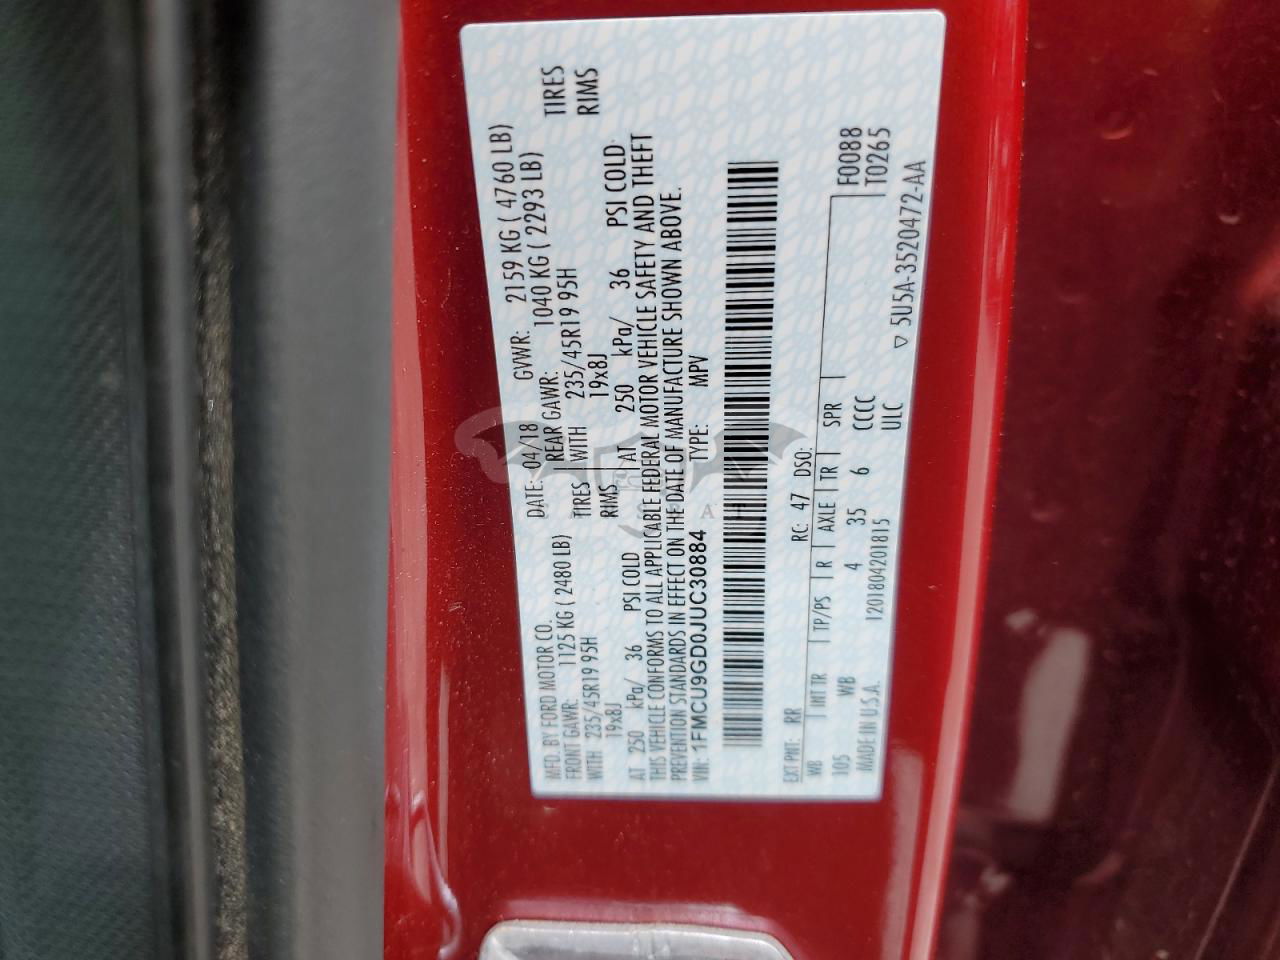 MFD. BY FORD MOTOR CO. DATE: 04/18 GVWR: 2159 KG ( 4760 LB)
FRONT GAWR: 1125 KG ( 2480 LB) REAR GAWR: 1040 KG ( 2293 LB)
WITH 235/45R19 95H TIRES WITH 235/45R19 95H TIRES
19x8J RIMS 19x8J RIMS
AT 250 kPa/ 36 PSI COLD AT 250 kPa/ 36 PSI COLD:
THIS VEHICLE CONFORMS TO ALL APPLICABLE FEDERAL MOTOR VEHICLE SAFETY AND THEFT
PREVENTION STANDARDS IN EFFECT ON THE DATE OF MANUFACTURE SHOWN ABOVE.
VIN: 1FMCU9GD0JUC30884 TYPE: MPV
EXT PNT: RR RC: 47 DSO:
WB INT TR TP/PS R AXLE TR SPR F0088
105 WB 4 35 6 CCCC T0265
MADE IN U.S.A. 1201804201815 ULC
▽ 5U5A-3520472-AA